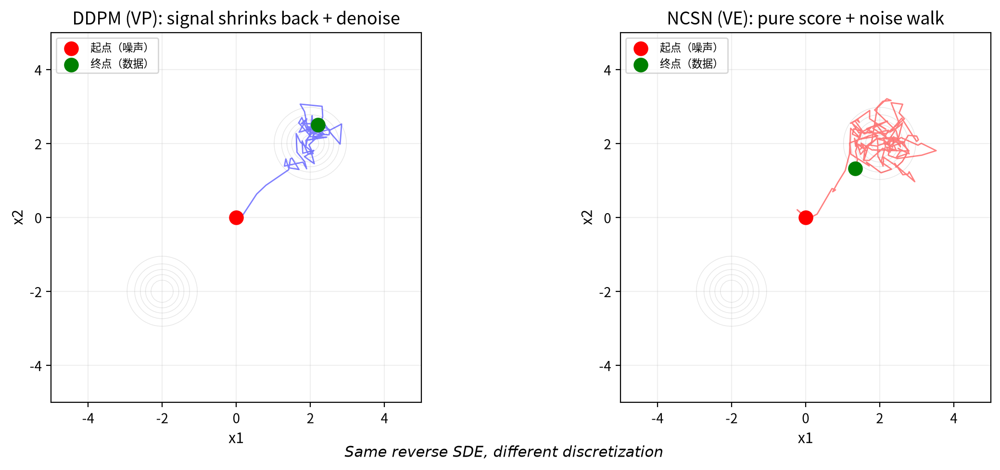 DDPM (VP): signal shrinks back + denoise
起点（噪声）
终点（数据）
4
2
0
-2
-4
x2
-4 -2 0 2 4
x1
NCSN (VE): pure score + noise walk
起点（噪声）
终点（数据）
4
2
0
-2
-4
x2
-4 -2 0 2 4
x1
Same reverse SDE, different discretization